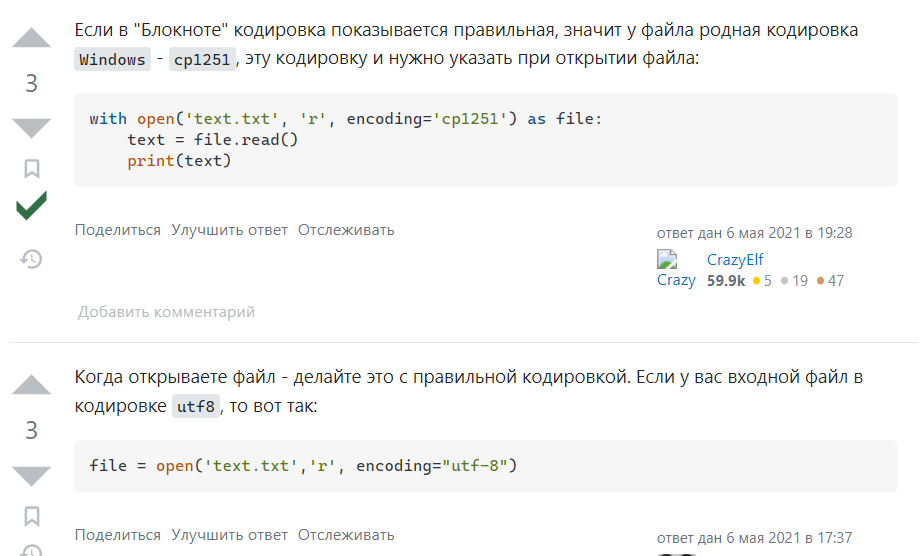 Если в "Блокноте" кодировка показывается правильная, значит у файла родная кодировка
Windows - cp1251, эту кодировку и нужно указать при открытии файла:
3
with open('text.txt', 'r', encoding='cp1251') as file:
    text = file.read()
    print(text)
Поделиться Улучшить ответ Отслеживать
ответ дан 6 мая 2021 в 19:28
CrazyElf
Crazy 59.9k 5 19 47
Добавить комментарий
Когда открываете файл - делайте это с правильной кодировкой. Если у вас входной файл в
кодировке utf8, то вот так:
3
file = open('text.txt','r', encoding="utf-8")
Поделиться Улучшить ответ Отслеживать
ответ дан 6 мая 2021 в 17:37